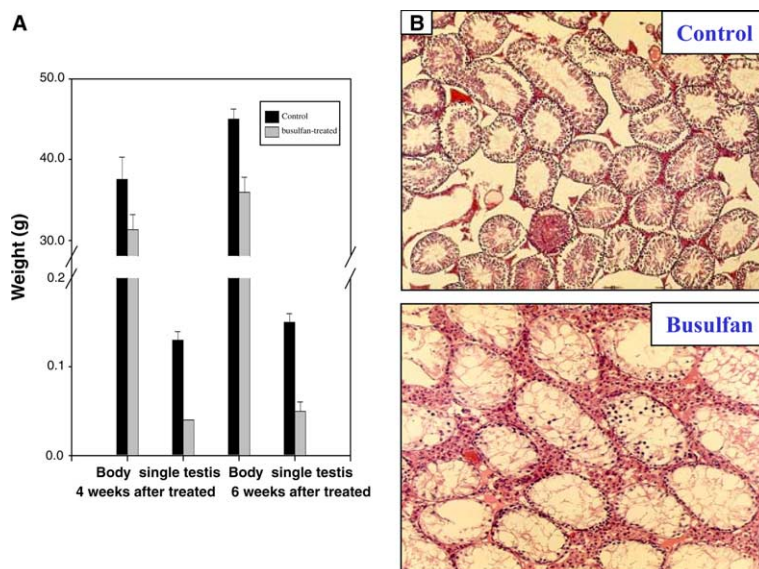 A
Weight (g)
50.0
40.0
30.0
0.2
0.1
0.0
Control
busulfan-treated
Body single testis Body single testis
4 weeks after treated 6 weeks after treated
B
Control
Busulfan